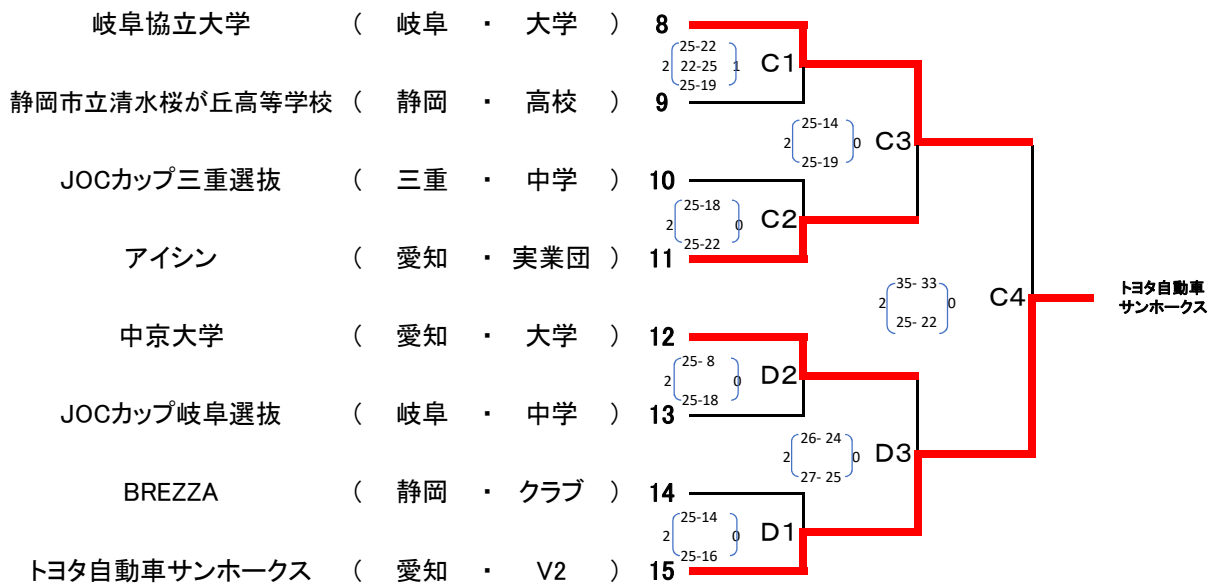 岐阜協立大学 ( 岐阜 ・ 大学 ) 8
25-22
2 22-25 1 C1
25-19
静岡市立清水桜が丘高等学校 ( 静岡 ・ 高校 ) 9
25-14
2 0 C3
25-19
JOCカップ三重選抜 ( 三重 ・ 中学 ) 10
25-18
2 0 C2
25-22
アイシン ( 愛知 ・ 実業団 ) 11
35- 33
2 0 C4
25- 22
トヨタ自動車
サンホークス
中京大学 ( 愛知 ・ 大学 ) 12
25- 8
2 0 D2
25-18
JOCカップ岐阜選抜 ( 岐阜 ・ 中学 ) 13
26- 24
2 0 D3
27- 25
BREZZA ( 静岡 ・ クラブ ) 14
25-14
2 0 D1
25-16
トヨタ自動車サンホークス ( 愛知 ・ V2 ) 15